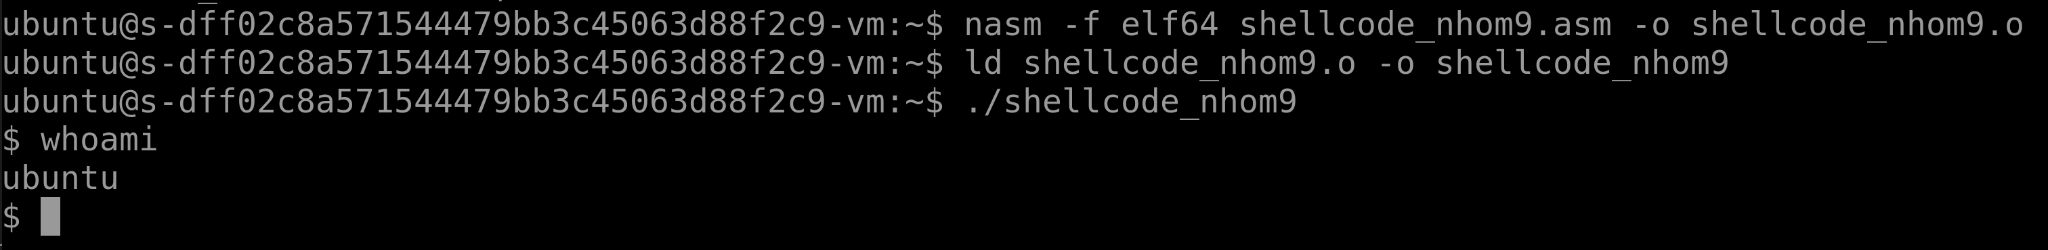 ubuntu@s-dff02c8a571544479bb3c45063d88f2c9-vm:~$ nasm -f elf64 shellcode_nhom9.asm -o shellcode_nhom9.o
ubuntu@s-dff02c8a571544479bb3c45063d88f2c9-vm:~$ ld shellcode_nhom9.o -o shellcode_nhom9
ubuntu@s-dff02c8a571544479bb3c45063d88f2c9-vm:~$ ./shellcode_nhom9
$ whoami
ubuntu
$